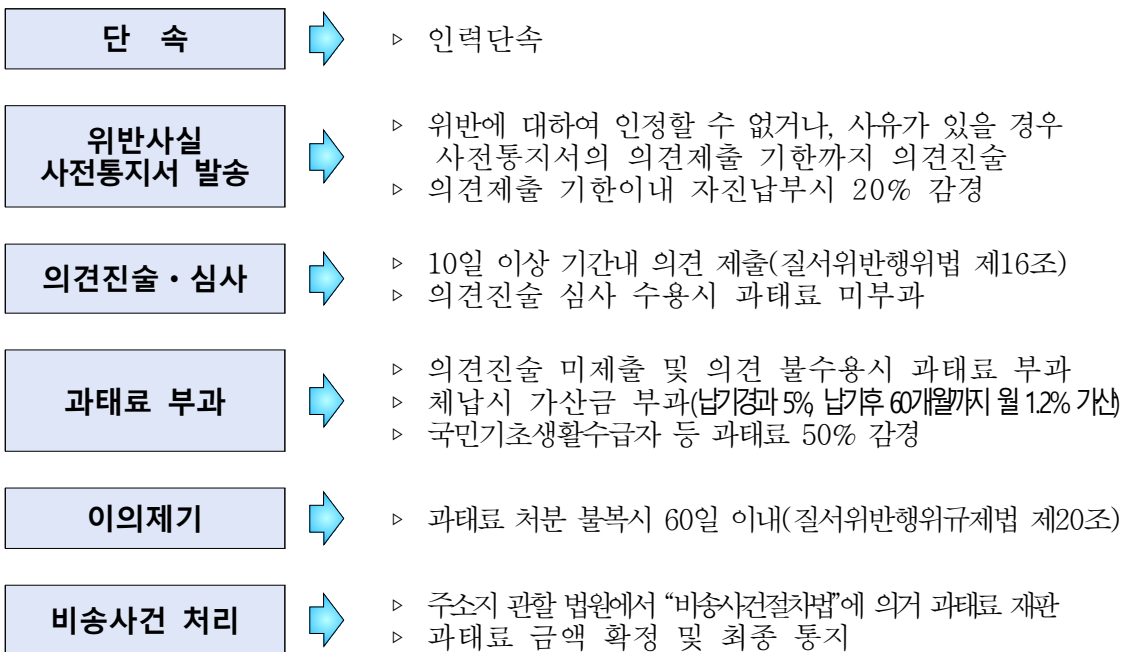 단 속
▹ 인력단속
위반사실
사전통지서 발송
▹ 위반에 대하여 인정할 수 없거나, 사유가 있을 경우
사전통지서의 의견제출 기한까지 의견진술
▹ 의견제출 기한이내 자진납부시 20% 감경
의견진술·심사
▹ 10일 이상 기간내 의견 제출(질서위반행위법 제16조)
▹ 의견진술 심사 수용시 과태료 미부과
과태료 부과
▹ 의견진술 미제출 및 의견 불수용시 과태료 부과
▹ 체납시 가산금 부과(납기경과 5%, 납기후 60개월까지 월 1.2% 가산)
▹ 국민기초생활수급자 등 과태료 50% 감경
이의제기
▹ 과태료 처분 불복시 60일 이내(질서위반행위규제법 제20조)
비송사건 처리
▹ 주소지 관할 법원에서 “비송사건절차법”에 의거 과태료 재판
▹ 과태료 금액 확정 및 최종 통지